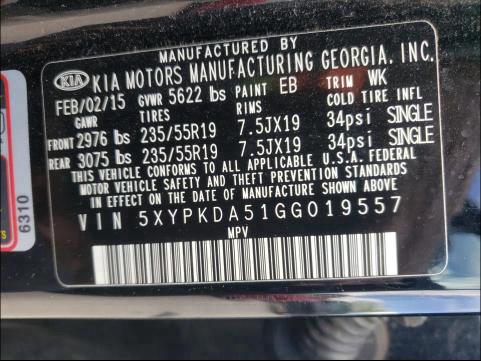 MANUFACTURED BY
KIA KIA MOTORS MANUFACTURING GEORGIA, INC.
FEB/02/15 GVWR 5622 lbs PAINT EB TRIM WK
GAWR TIRES RIMS COLD TIRE INFL
FRONT 2976 lbs 235/55R19 7.5JX19 34psi SINGLE
REAR 3075 lbs 235/55R19 7.5JX19 34psi SINGLE
THIS VEHICLE CONFORMS TO ALL APPLICABLE U.S.A. FEDERAL
MOTOR VEHICLE SAFETY AND THEFT PREVENTION STANDARDS
IN EFFECT ON THE DATE OF MANUFACTURE SHOWN ABOVE.
VIN 5XYPKDA51GG019557
MPV
6310